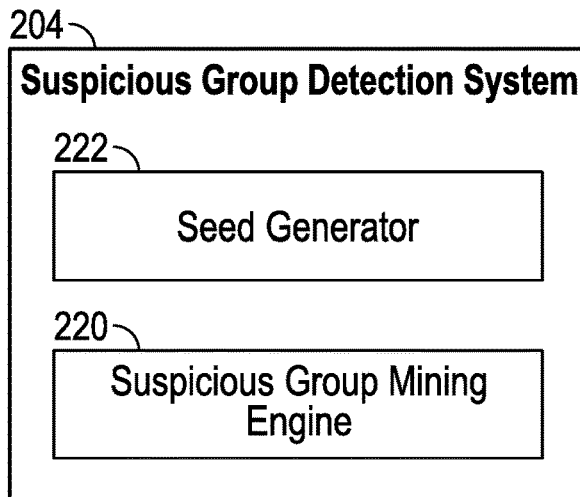 204
Suspicious Group Detection System
222
Seed Generator
220
Suspicious Group Mining
Engine